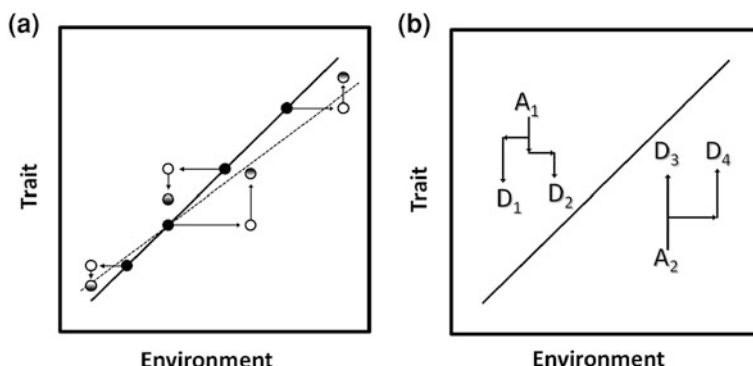 (a)
Trait
Environment
(b)
Trait
A₁
D₁
D₂
D₃
D₄
A₂
Environment